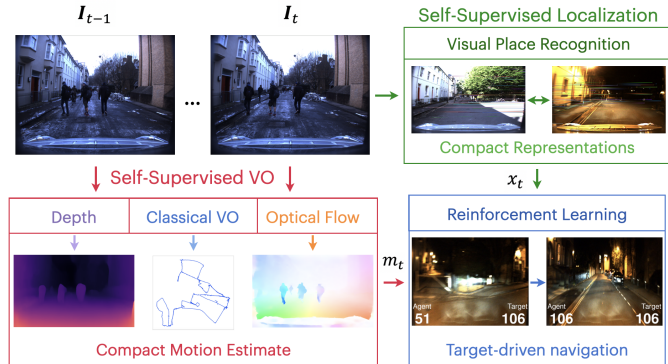 I_{t-1}
I_t
Self-Supervised Localization
Visual Place Recognition
...
Compact Representations
Self-Supervised VO
x_t
Depth
Classical VO
Optical Flow
Reinforcement Learning
m_t
Agent
51
Target
106
Agent
106
Target
106
Compact Motion Estimate
Target-driven navigation